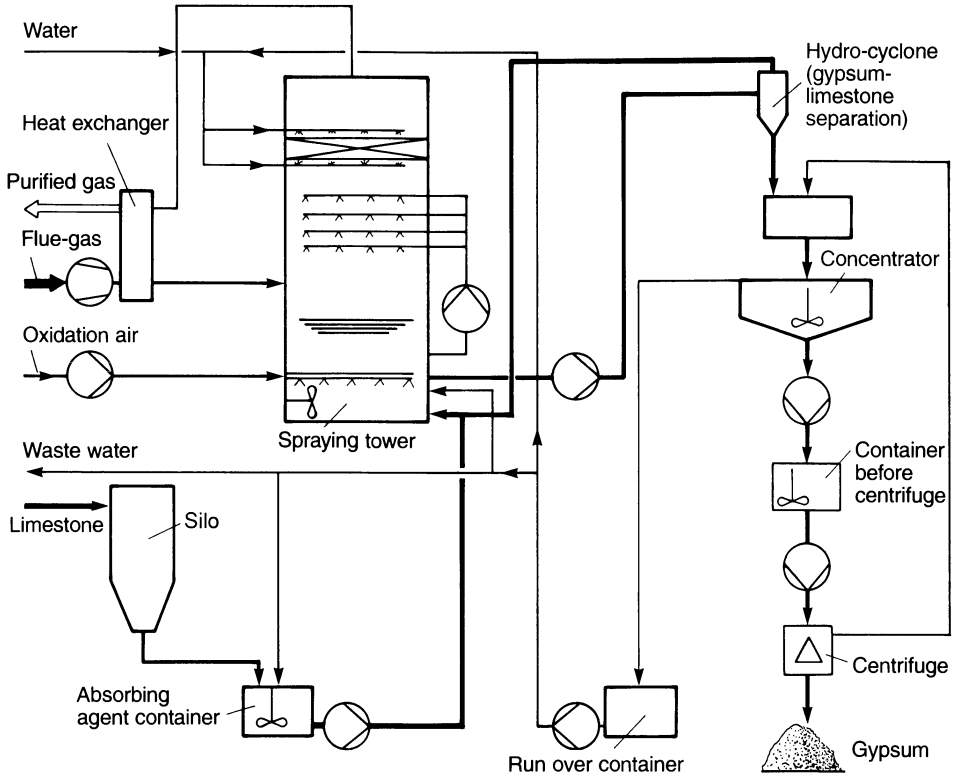 Water
Hydro-cyclone
(gypsum-
limestone
separation)
Heat exchanger
Purified gas
Flue-gas
Concentrator
Oxidation air
Spraying tower
Waste water
Container
before
centrifuge
Limestone
Silo
Absorbing
agent container
Centrifuge
Run over container
Gypsum